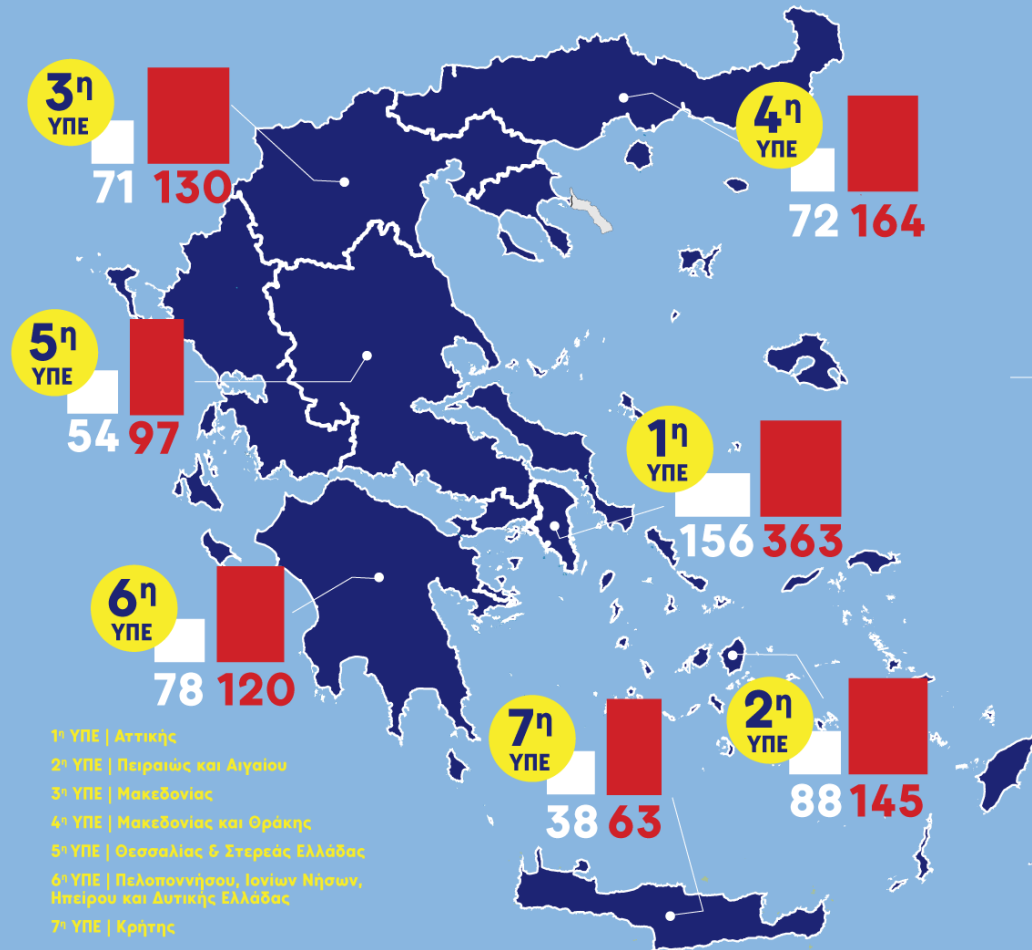 3η
ΥΠΕ
71 130
4η
ΥΠΕ
72 164
5η
ΥΠΕ
54 97
1η
ΥΠΕ
156 363
6η
ΥΠΕ
78 120
7η
ΥΠΕ
38 63
2η
ΥΠΕ
88 145
1η ΥΠΕ | Αττικής
2η ΥΠΕ | Πειραιώς και Αιγαίου
3η ΥΠΕ | Μακεδονίας
4η ΥΠΕ | Μακεδονίας και Θράκης
5η ΥΠΕ | Θεσσαλίας & Στερεάς Ελλάδας
6η ΥΠΕ | Πελοποννήσου, Ιονίων Νήσων,
Ηπείρου και Δυτικής Ελλάδας
7η ΥΠΕ | Κρήτης